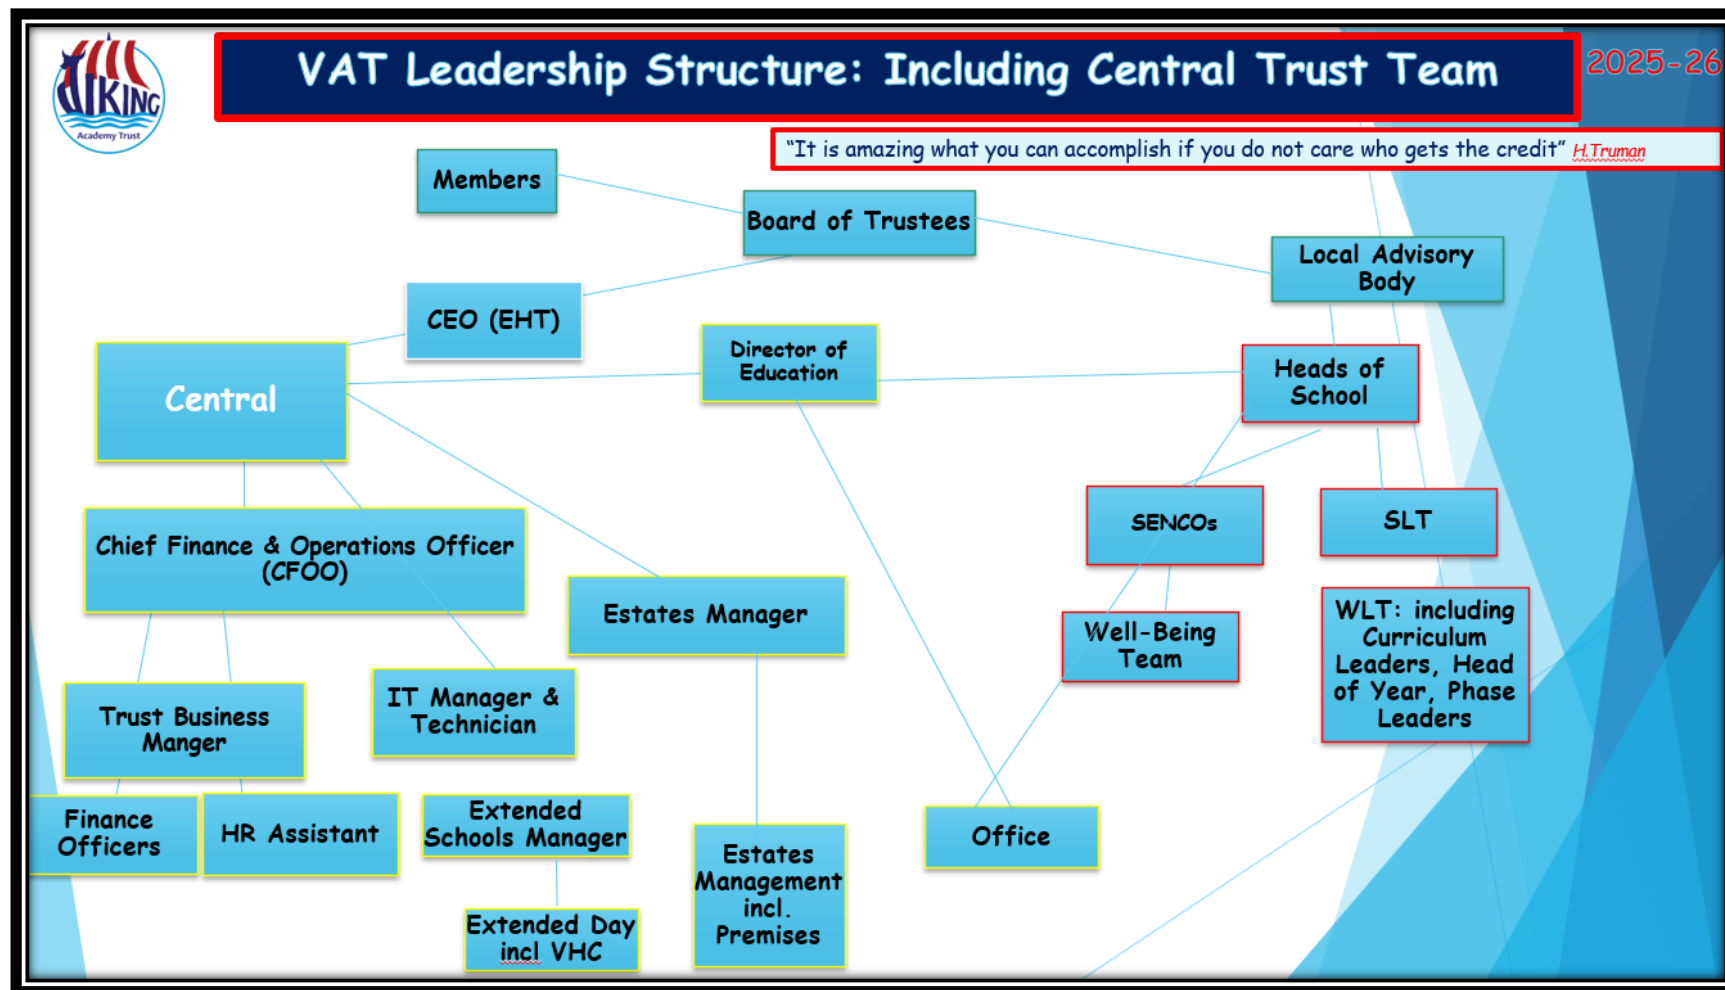 VIKING
Academy Trust
VAT Leadership Structure: Including Central Trust Team
2025-26
“It is amazing what you can accomplish if you do not care who gets the credit” H.Truman
Members
Board of Trustees
Local Advisory
Body
CEO (EHT)
Director of
Education
Heads of
School
Central
SENCOs
SLT
Chief Finance & Operations Officer
(CFOO)
Estates Manager
Well-Being
Team
WLT: including
Curriculum
Leaders, Head
of Year, Phase
Leaders
Trust Business
Manger
IT Manager &
Technician
Finance
Officers
HR Assistant
Extended
Schools Manager
Estates
Management
incl.
Premises
Office
Extended Day
incl VHC